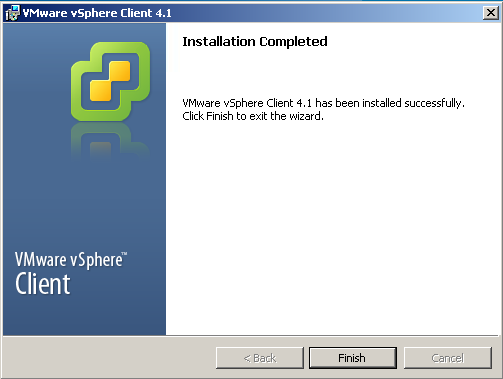 VMware vSphere Client 4.1
Installation Completed
VMware vSphere Client 4.1 has been installed successfully.
Click Finish to exit the wizard.
VMware vSphere™
Client
< Back
Finish
Cancel